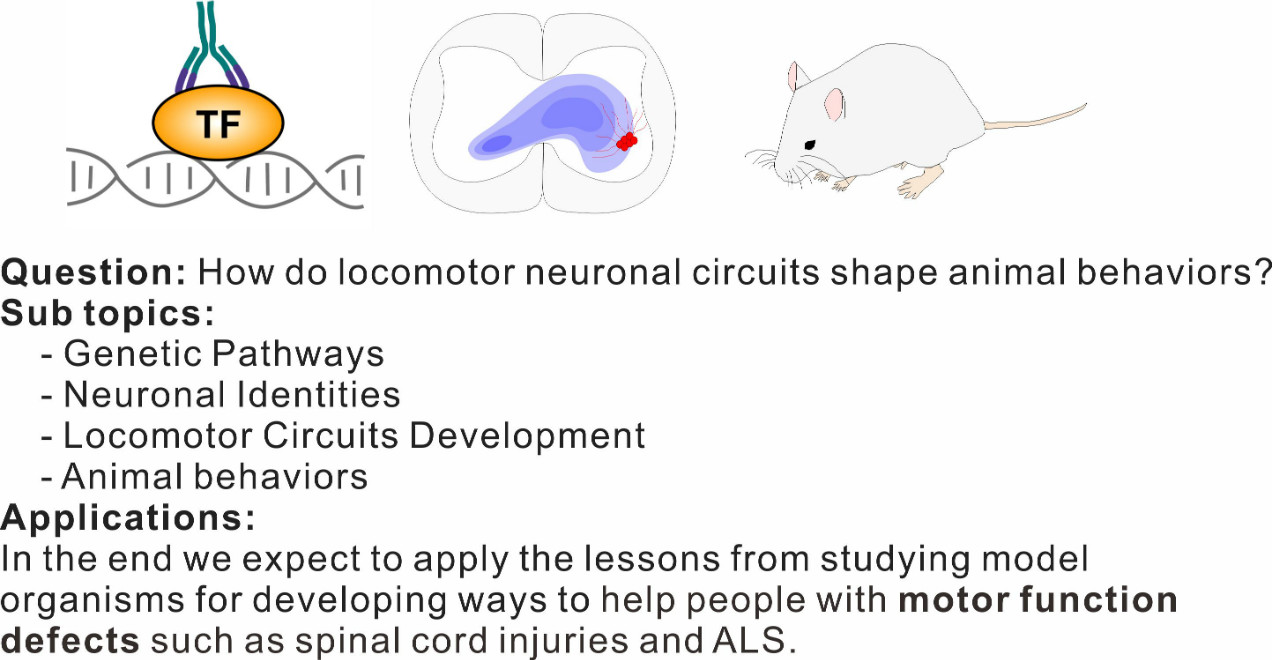 TF
Question: How do locomotor neuronal circuits shape animal behaviors?
Sub topics:
- Genetic Pathways
- Neuronal Identities
- Locomotor Circuits Development
- Animal behaviors
Applications:
In the end we expect to apply the lessons from studying model
organisms for developing ways to help people with motor function
defects such as spinal cord injuries and ALS.